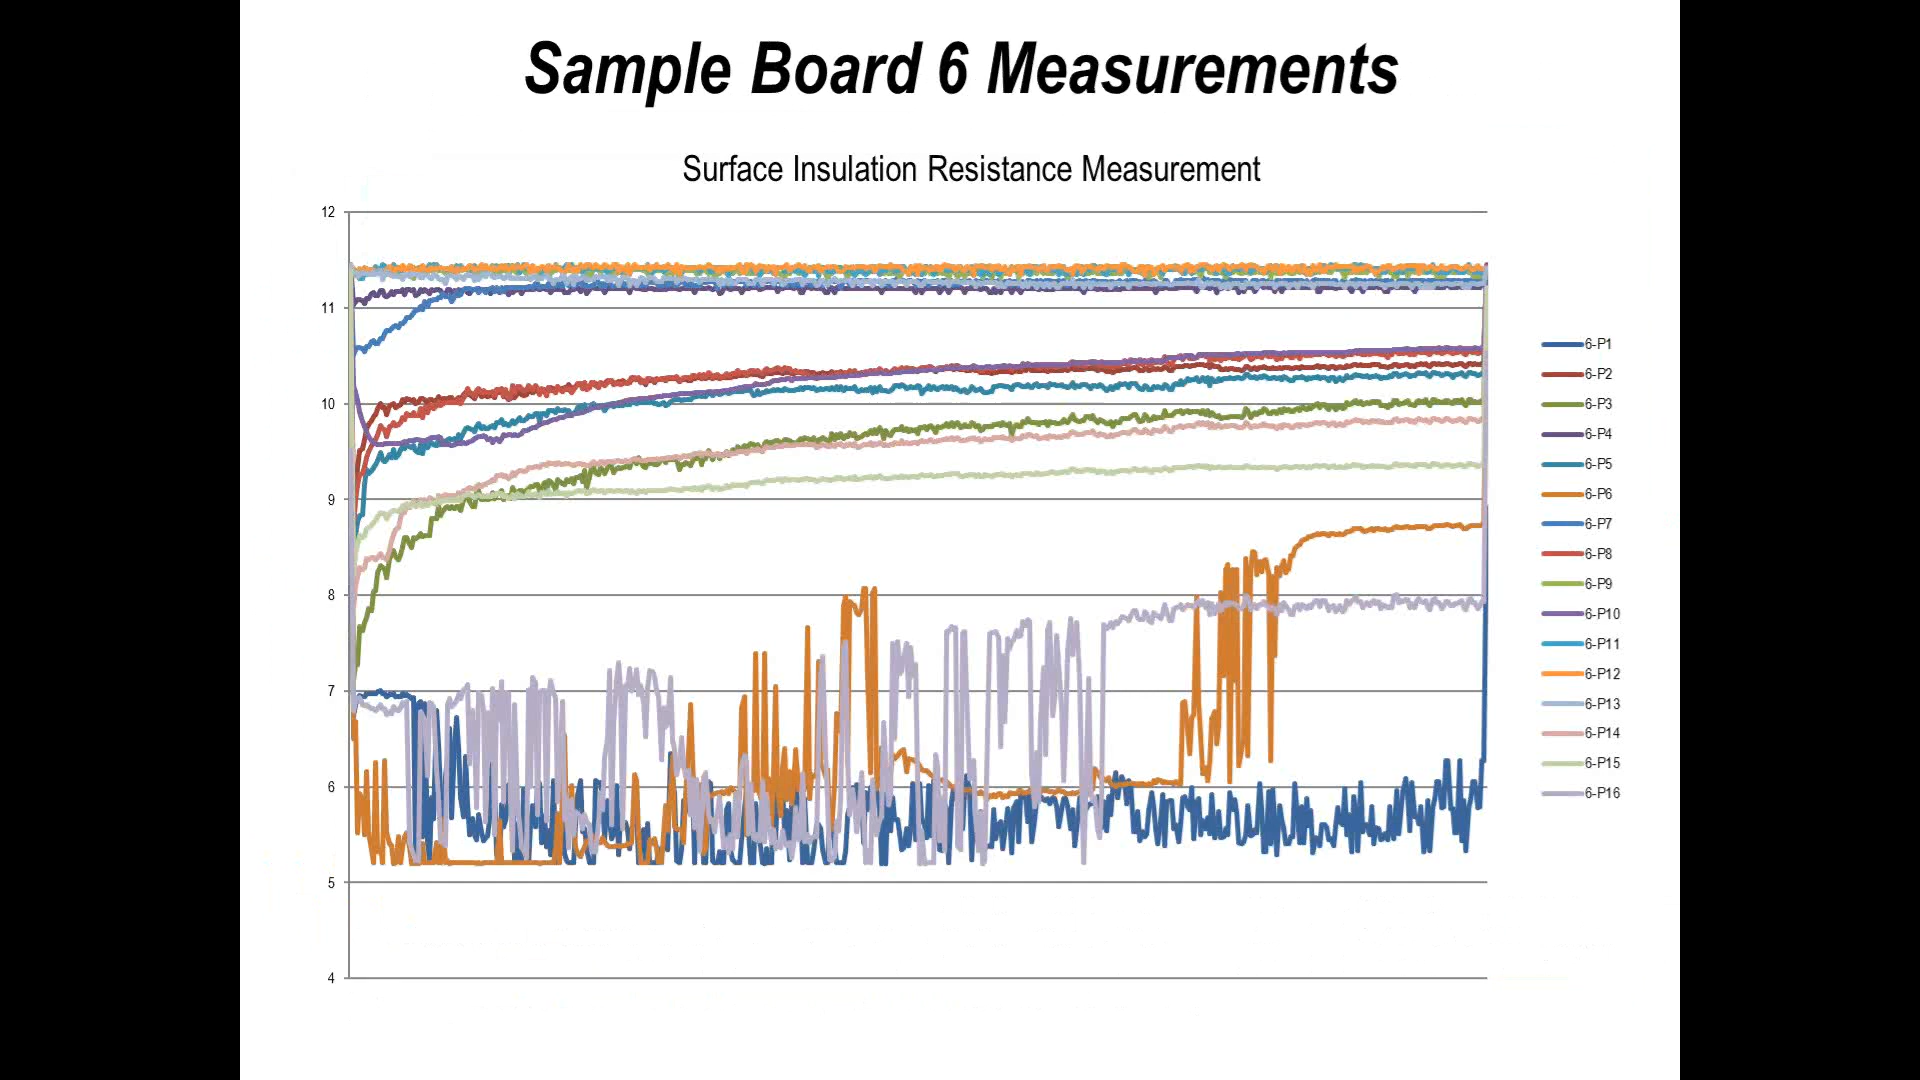 Sample Board 6 Measurements
Surface Insulation Resistance Measurement
12
11
10
9
8
7
6
5
4
6-P1
6-P2
6-P3
6-P4
6-P5
6-P6
6-P7
6-P8
6-P9
6-P10
6-P11
6-P12
6-P13
6-P14
6-P15
6-P16